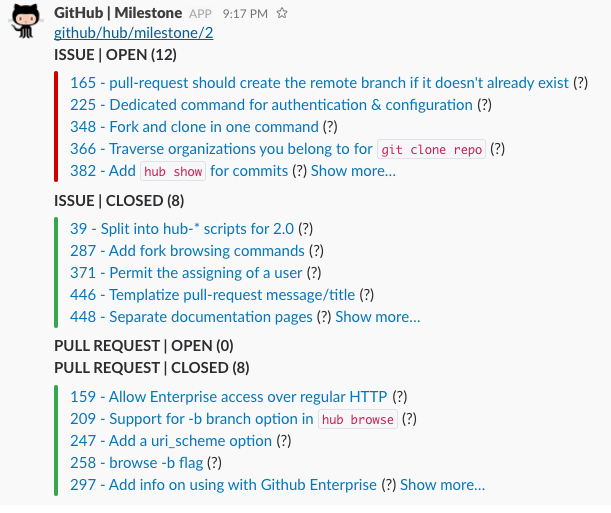 GitHub | Milestone APP 9:17 PM ☆
github/hub/milestone/2
ISSUE | OPEN (12)
165 - pull-request should create the remote branch if it doesn't already exist (?)
225 - Dedicated command for authentication & configuration (?)
348 - Fork and clone in one command (?)
366 - Traverse organizations you belong to for git clone repo (?)
382 - Add hub show for commits (?) Show more...
ISSUE | CLOSED (8)
39 - Split into hub-* scripts for 2.0 (?)
287 - Add fork browsing commands (?)
371 - Permit the assigning of a user (?)
446 - Templatize pull-request message/title (?)
448 - Separate documentation pages (?) Show more...
PULL REQUEST | OPEN (0)
PULL REQUEST | CLOSED (8)
159 - Allow Enterprise access over regular HTTP (?)
209 - Support for -b branch option in hub browse (?)
247 - Add a uri_scheme option (?)
258 - browse -b flag (?)
297 - Add info on using with Github Enterprise (?) Show more...